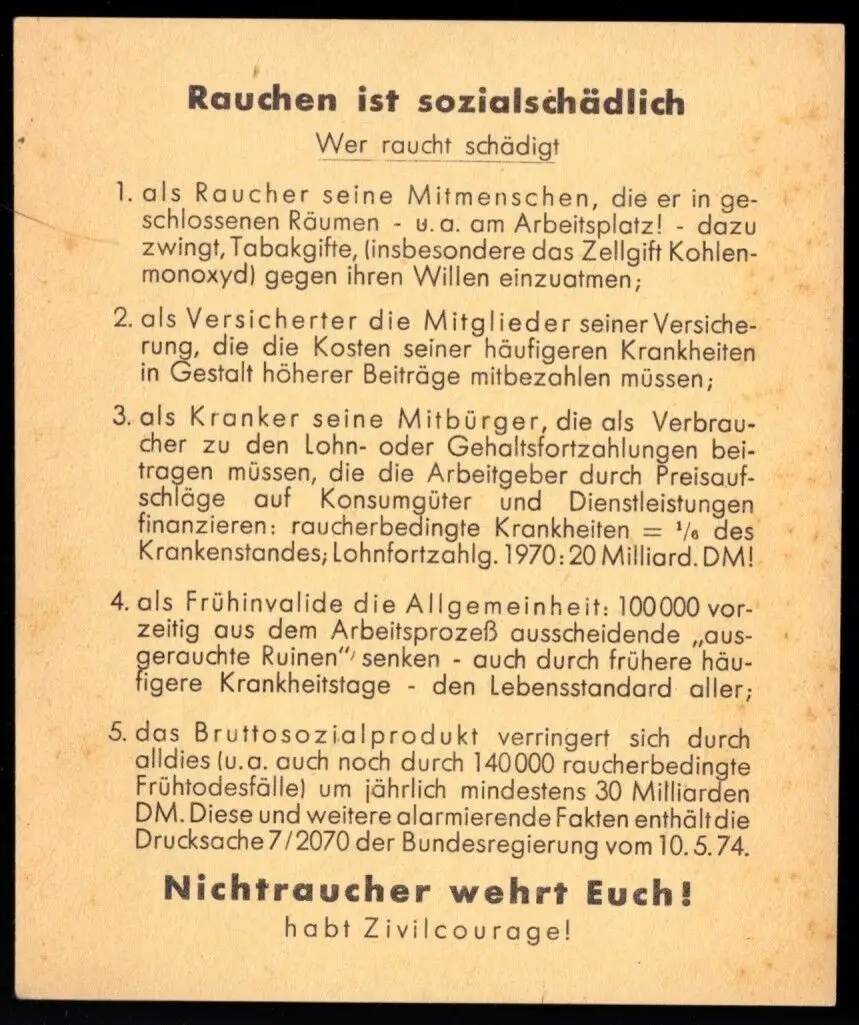 Rauchen ist sozialschädlich
Wer raucht schädigt
1. als Raucher seine Mitmenschen, die er in ge-
schlossenen Räumen - u. a. am Arbeitsplatz! - dazu
zwingt, Tabakgifte, (insbesondere das Zellgift Kohlen-
monoxyd) gegen ihren Willen einzuatmen;
2. als Versicherter die Mitglieder seiner Versiche-
rung, die die Kosten seiner häufigeren Krankheiten
in Gestalt höherer Beiträge mitbezahlen müssen;
3. als Kranker seine Mitbürger, die als Verbrau-
cher zu den Lohn- oder Gehaltsfortzahlungen bei-
tragen müssen, die die Arbeitgeber durch Preisauf-
schläge auf Konsumgüter und Dienstleistungen
finanzieren: raucherbedingte Krankheiten = 1/6 des
Krankenstandes; Lohnfortzahlg. 1970: 20 Milliard. DM!
4. als Frühinvalide die Allgemeinheit: 100000 vor-
zeitig aus dem Arbeitsprozeß ausscheidende „aus-
gerauchte Ruinen“ senken - auch durch frühere häu-
figere Krankheitstage - den Lebensstandard aller;
5. das Bruttosozialprodukt verringert sich durch
alldies (u. a. auch noch durch 140000 raucherbedingte
Frühtodesfälle) um jährlich mindestens 30 Milliarden
DM. Diese und weitere alarmierende Fakten enthält die
Drucksache 7/2070 der Bundesregierung vom 10. 5. 74.
Nichtraucher wehrt Euch!
habt Zivilcourage!